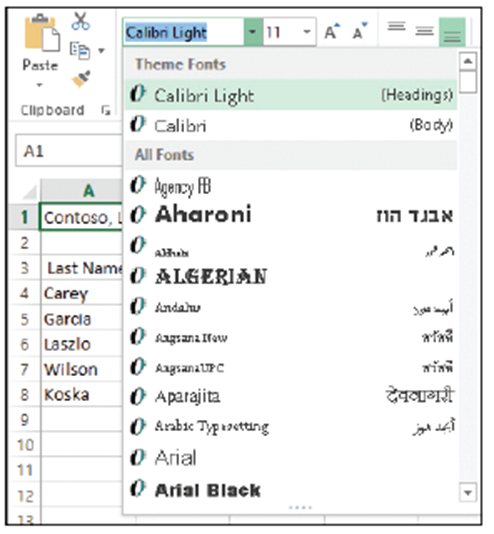 Calibri Light 11 A A
Paste
Clipboard
Theme Fonts
Calibri Light (Headings)
Calibri (Body)
All Fonts
Agency FB
Aharoni אבגד הוז
Aldhabi
ALGERIAN
Andalus أبجد هوز
Angsana New สวัสดี
AngsanaUPC สวัสดี
Aparajita देवनागरी
Arabic Typesetting أبجد هوز
Arial
Arial Black
A1
A
1 Contoso, L
2
3 Last Name
4 Carey
5 Garcia
6 Laszlo
7 Wilson
8 Koska
9
10
11
12
13